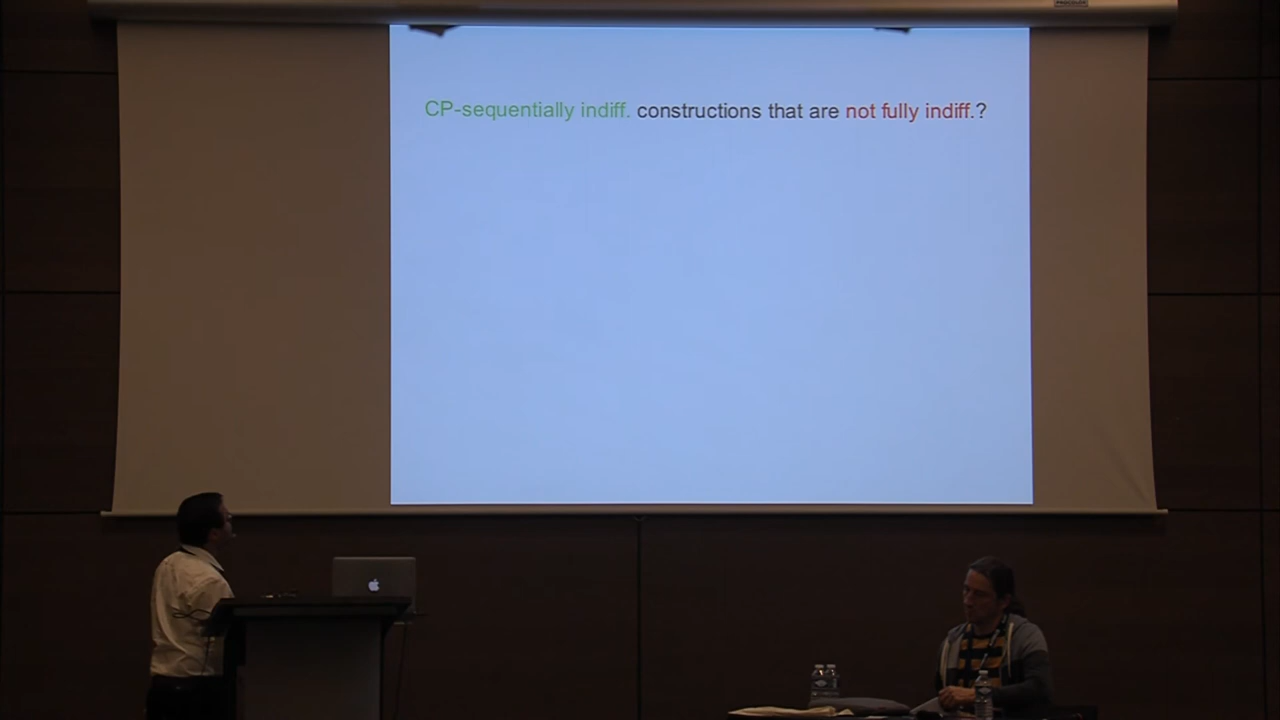 CP-sequentially indiff. constructions that are not fully indiff.?